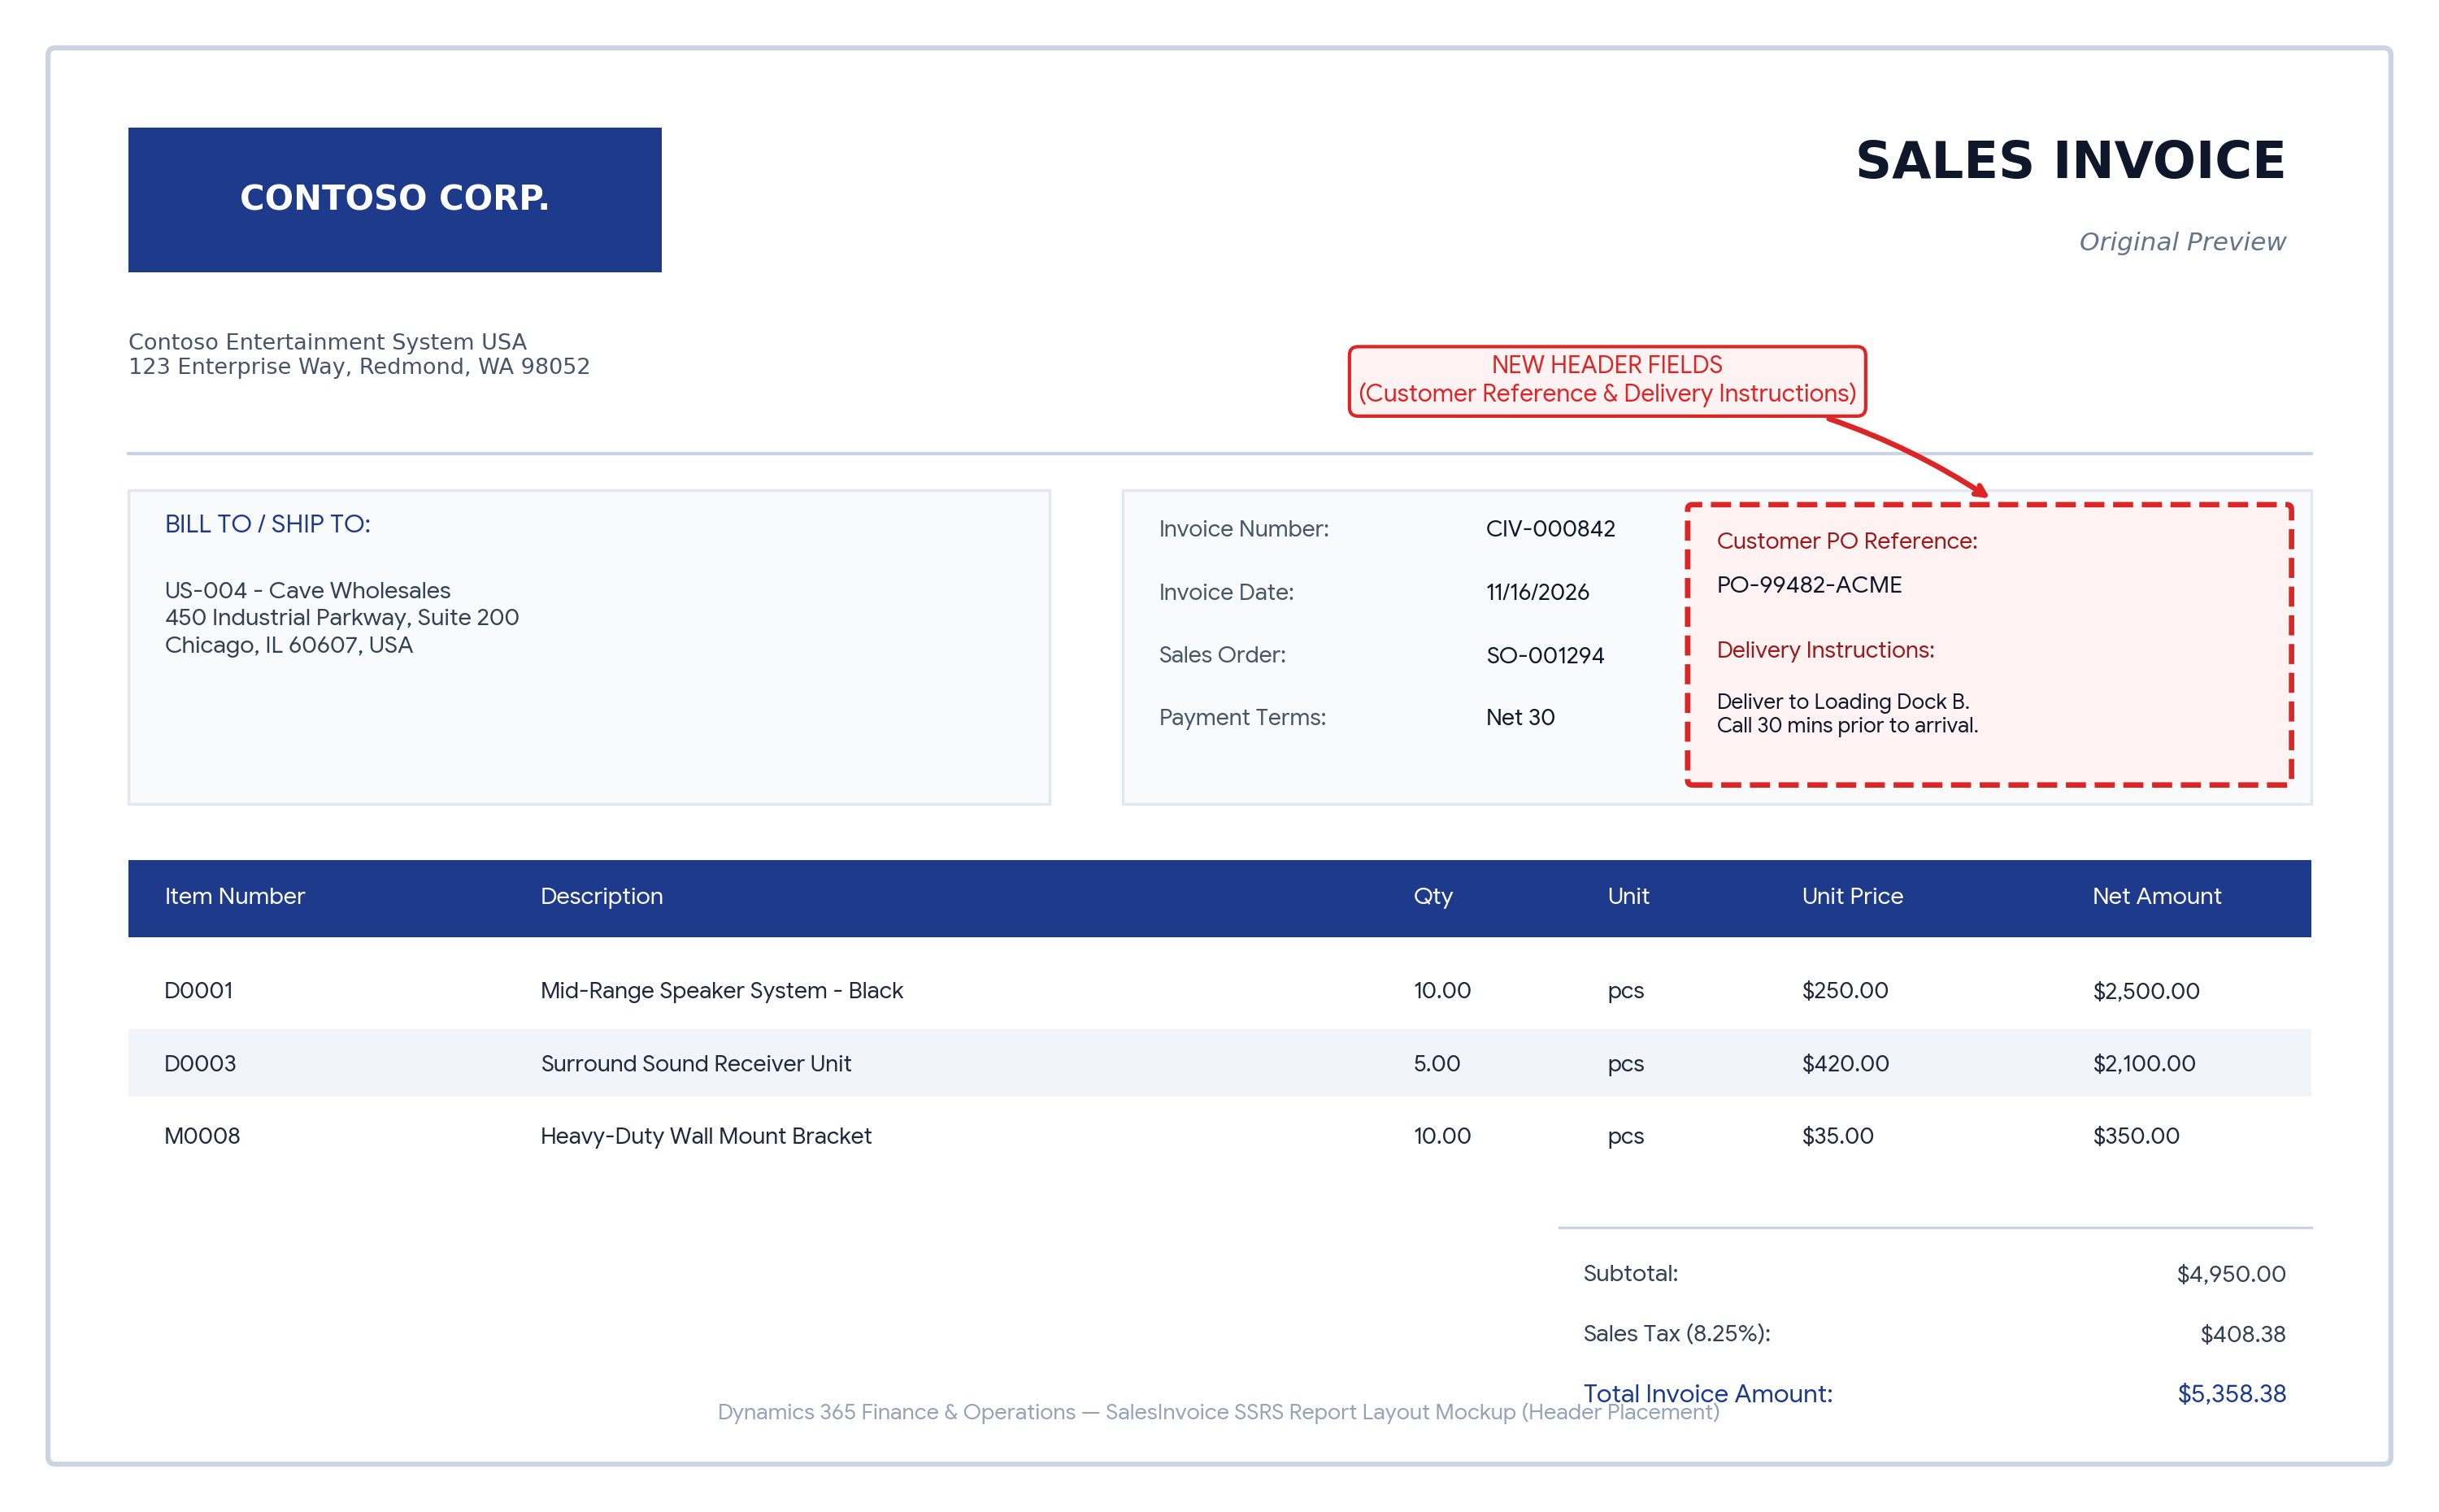 CONTOSO CORP.
SALES INVOICE
Original Preview
Contoso Entertainment System USA
123 Enterprise Way, Redmond, WA 98052
NEW HEADER FIELDS
(Customer Reference & Delivery Instructions)
BILL TO / SHIP TO:
US-004 - Cave Wholesales
450 Industrial Parkway, Suite 200
Chicago, IL 60607, USA
Invoice Number: CIV-000842
Invoice Date: 11/16/2026
Sales Order: SO-001294
Payment Terms: Net 30
Customer PO Reference:
PO-99482-ACME
Delivery Instructions:
Deliver to Loading Dock B.
Call 30 mins prior to arrival.
Item Number Description Qty Unit Unit Price Net Amount
D0001 Mid-Range Speaker System - Black 10.00 pcs $250.00 $2,500.00
D0003 Surround Sound Receiver Unit 5.00 pcs $420.00 $2,100.00
M0008 Heavy-Duty Wall Mount Bracket 10.00 pcs $35.00 $350.00
Subtotal: $4,950.00
Sales Tax (8.25%): $408.38
Total Invoice Amount: $5,358.38
Dynamics 365 Finance & Operations — SalesInvoice SSRS Report Layout Mockup (Header Placement)